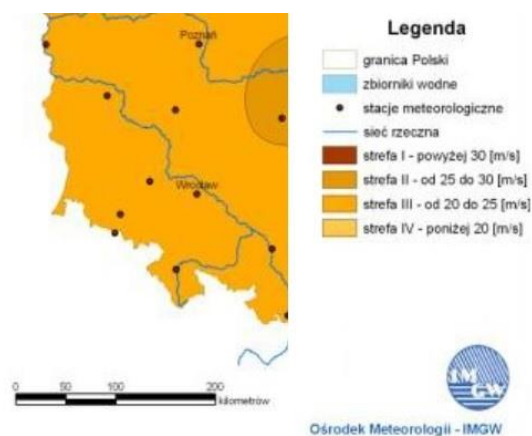 Poznań
Wrocław
0 50 100 200
kilometrów
Legenda
granica Polski
zbiorniki wodne
stacje meteorologiczne
sieć rzeczna
strefa I - powyżej 30 [m/s]
strefa II - od 25 do 30 [m/s]
strefa III - od 20 do 25 [m/s]
strefa IV - poniżej 20 [m/s]
IM
GW
Ośrodek Meteorologii - IMGW